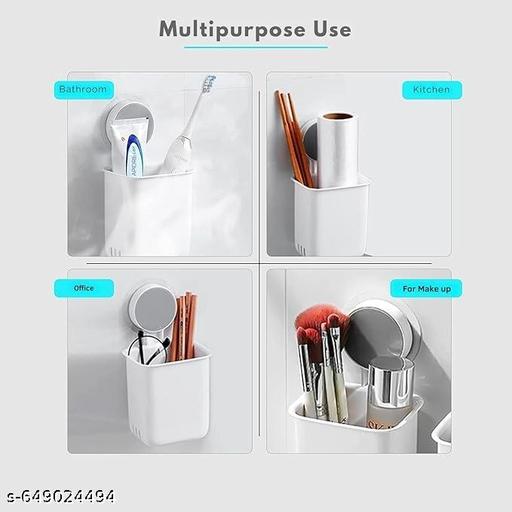 Multipurpose Use
Bathroom
Kitchen
Office
For Make up
s-649024494